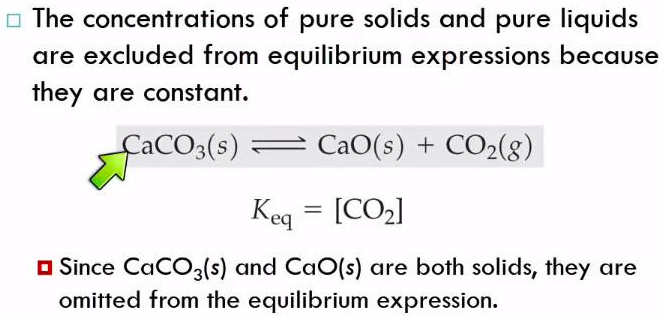 The concentrations of pure solids and pure liquids
are excluded from equilibrium expressions because
they are constant.
CaCO₃(s) ⇌ CaO(s) + CO₂(g)
Keq = [CO₂]
Since CaCO₃(s) and CaO(s) are both solids, they are
omitted from the equilibrium expression.